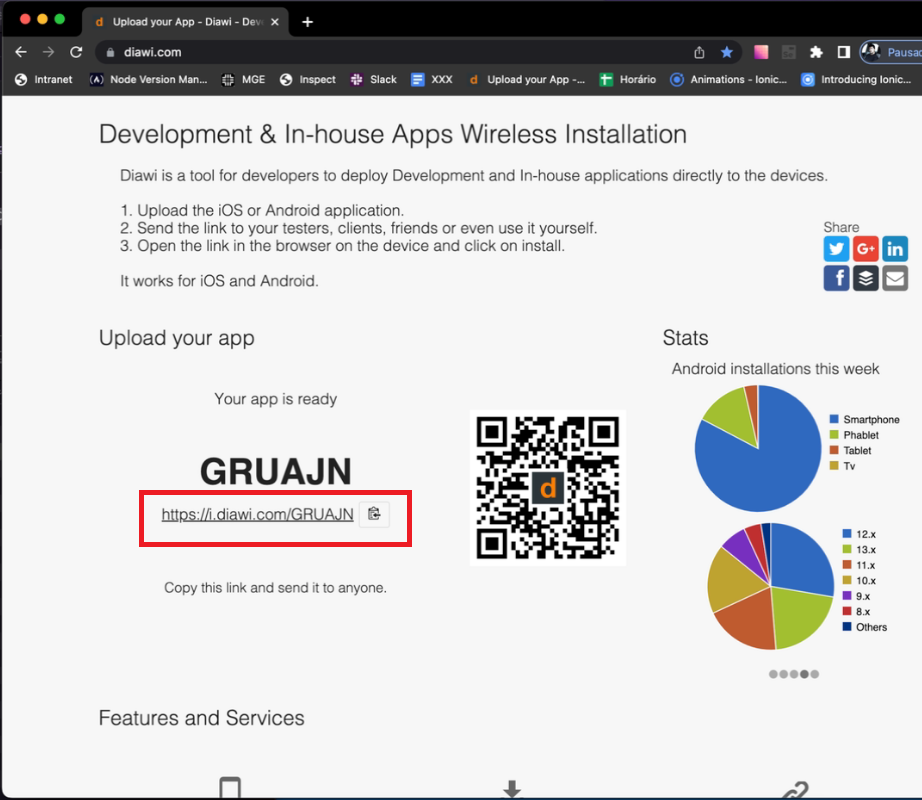 Upload your App - Diawi - Deve
diawi.com
Pausad
Intranet
Node Version Man...
MGE
Inspect
Slack
XXX
Upload your App -...
Horário
Animations - Ionic...
Introducing Ionic...
Development & In-house Apps Wireless Installation
Diawi is a tool for developers to deploy Development and In-house applications directly to the devices.
1. Upload the iOS or Android application.
2. Send the link to your testers, clients, friends or even use it yourself.
3. Open the link in the browser on the device and click on install.
It works for iOS and Android.
Share
G+
in
f
Upload your app
Your app is ready
GRUAJN
https://i.diawi.com/GRUAJN
Copy this link and send it to anyone.
d
Stats
Android installations this week
Smartphone
Phablet
Tablet
Tv
12.x
13.x
11.x
10.x
9.x
8.x
Others
Features and Services